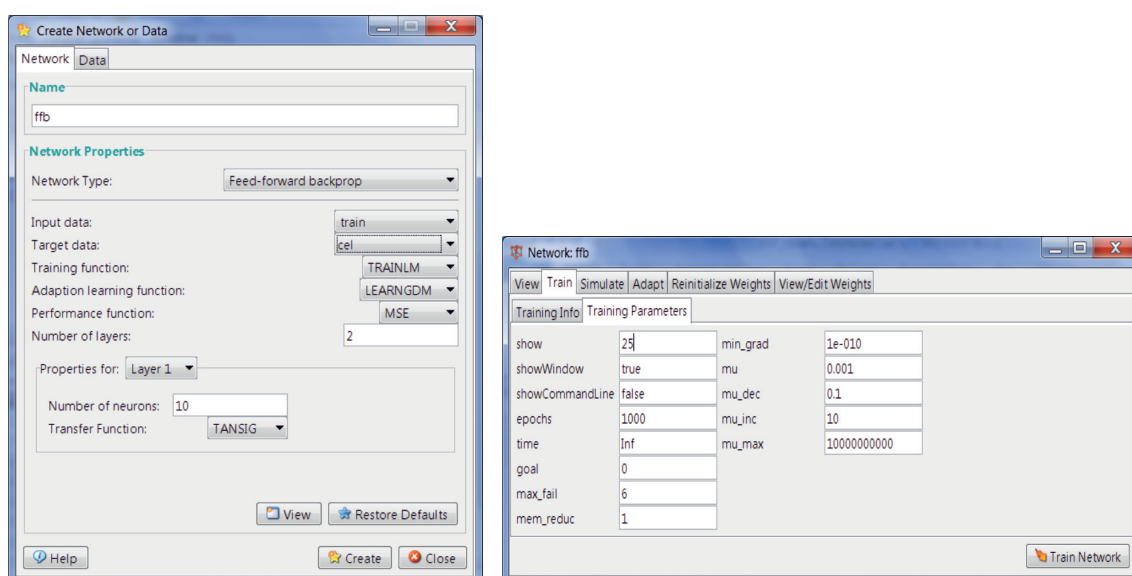 Create Network or Data
Network Data
Name
ffb
Network Properties
Network Type: Feed-forward backprop
Input data: train
Target data: cel
Training function: TRAINLM
Adaption learning function: LEARNGDM
Performance function: MSE
Number of layers: 2
Properties for: Layer 1
Number of neurons: 10
Transfer Function: TANSIG
View Restore Defaults
Help Create Close
Network: ffb
View Train Simulate Adapt Reinitialize Weights View/Edit Weights
Training Info Training Parameters
show 25 min_grad 1e-010
showWindow true mu 0.001
showCommandLine false mu_dec 0.1
epochs 1000 mu_inc 10
time Inf mu_max 10000000000
goal 0
max_fail 6
mem_reduc 1
Train Network